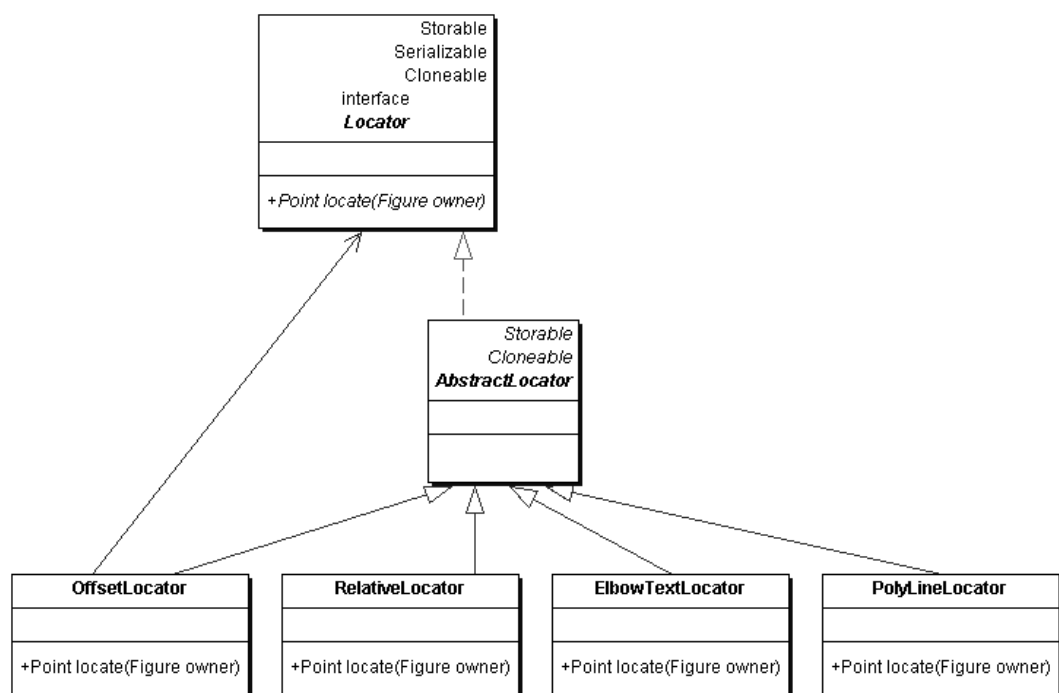 Storable
Serializable
Cloneable
interface
Locator
+Point locate(Figure owner)
Storable
Cloneable
AbstractLocator
OffsetLocator
+Point locate(Figure owner)
RelativeLocator
+Point locate(Figure owner)
ElbowTextLocator
+Point locate(Figure owner)
PolyLineLocator
+Point locate(Figure owner)